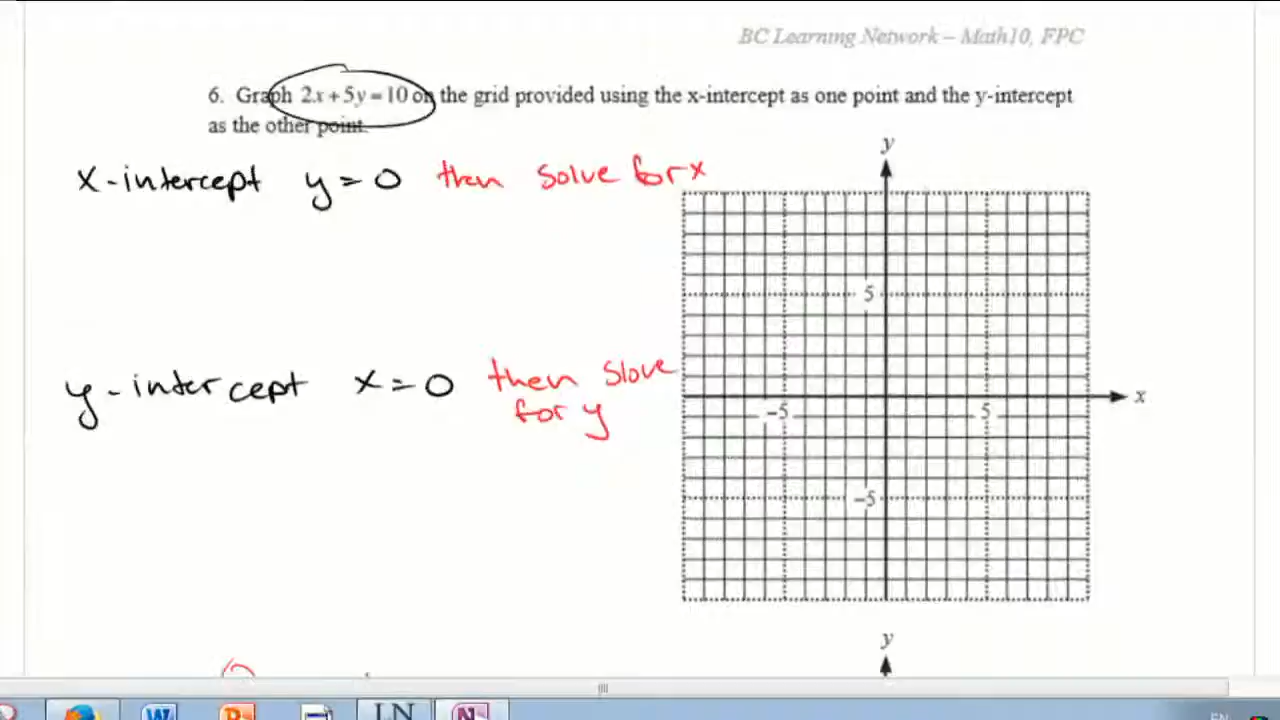 BC Learning Network – Math10, FPC
6. Graph 2x + 5y = 10 on the grid provided using the x-intercept as one point and the y-intercept
as the other point.
y
x-intercept y = 0 then solve for x
5
y-intercept x = 0 then slove
for y
-5 5
x
-5
y
W
LN
N
EN